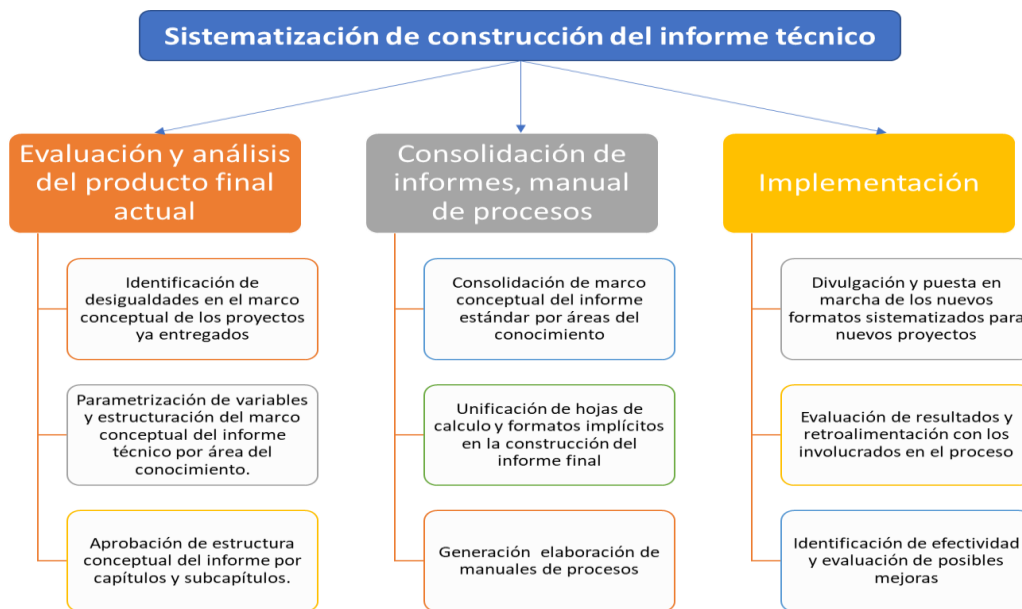 Sistematización de construcción del informe técnico
Evaluación y análisis
del producto final
actual
Identificación de
desigualdades en el marco
conceptual de los proyectos
ya entregados
Parametrización de variables
y estructuración del marco
conceptual del informe
técnico por área del
conocimiento.
Aprobación de estructura
conceptual del informe por
capítulos y subcapítulos.
Consolidación de
informes, manual
de procesos
Consolidación de marco
conceptual del informe
estándar por áreas del
conocimiento
Unificación de hojas de
calculo y formatos implícitos
en la construcción del
informe final
Generación  elaboración de
manuales de procesos
Implementación
Divulgación y puesta en
marcha de los nuevos
formatos sistematizados para
nuevos proyectos
Evaluación de resultados y
retroalimentación con los
involucrados en el proceso
Identificación de efectividad
y evaluación de posibles
mejoras